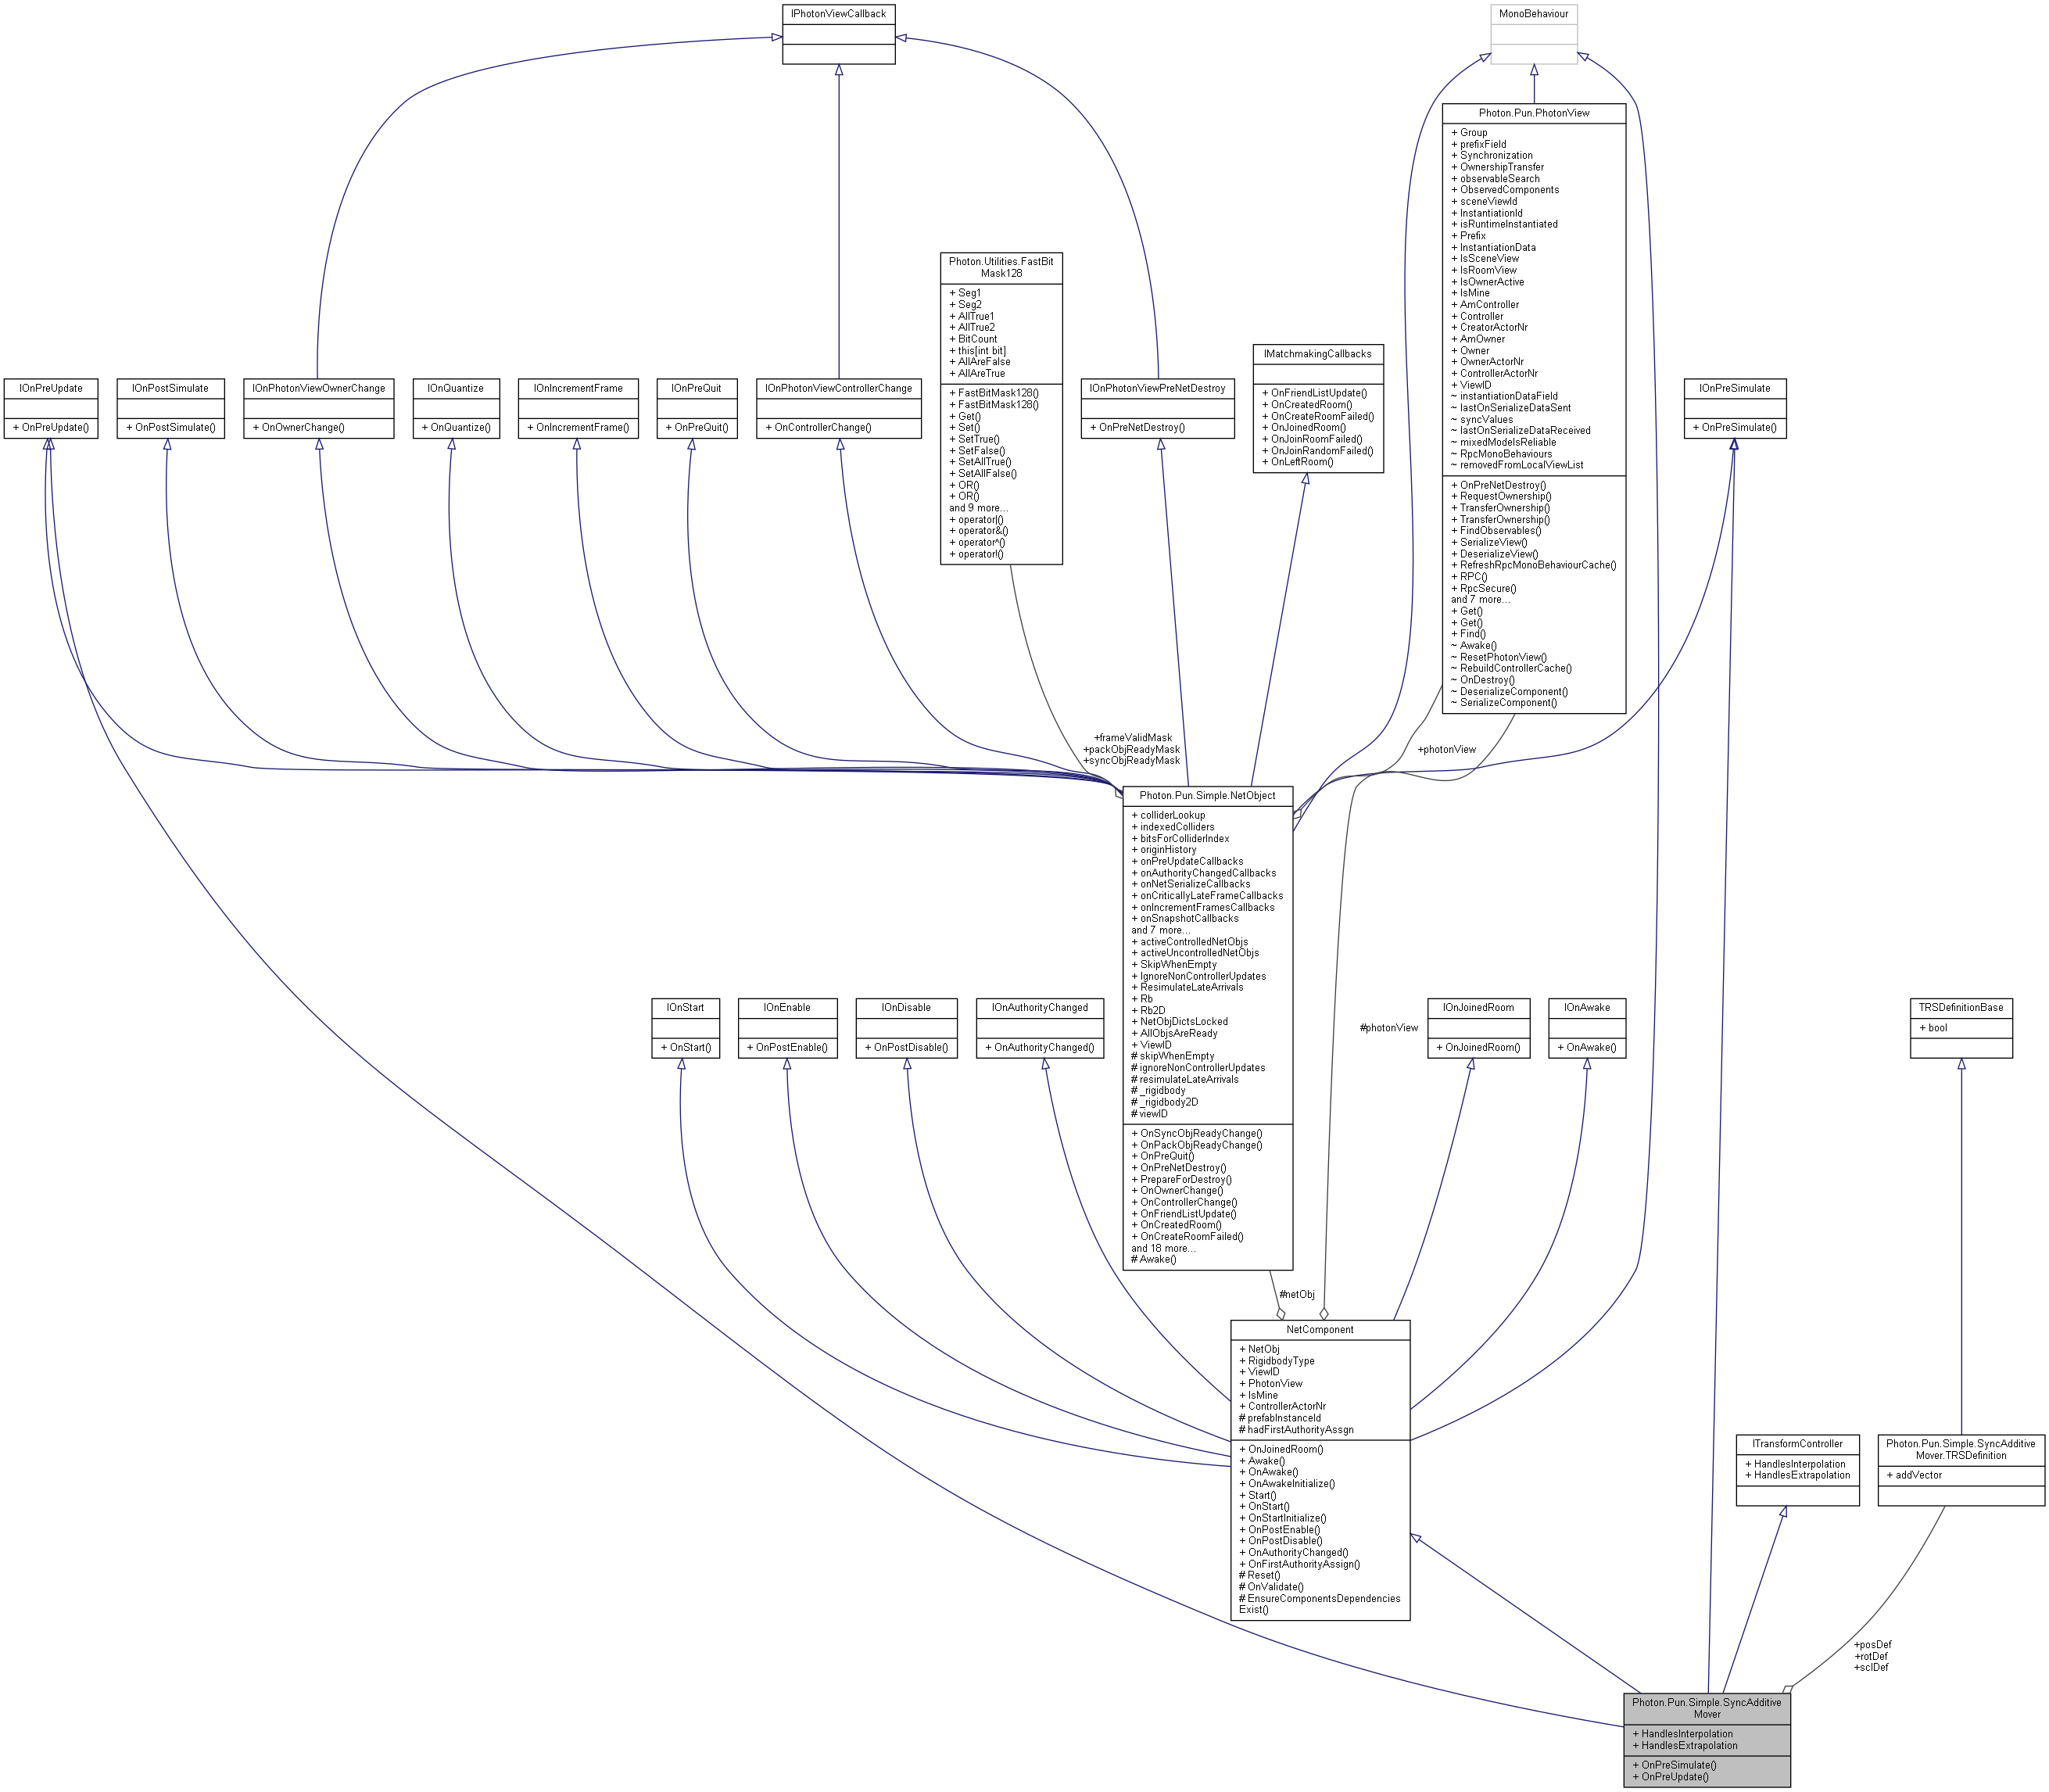 IPhotonViewCallback
MonoBehaviour
Photon.Pun.PhotonView
+ Group
+ prefixField
+ Synchronization
+ OwnershipTransfer
+ observableSearch
+ ObservedComponents
+ sceneViewId
+ InstantiationId
+ isRuntimeInstantiated
+ Prefix
+ InstantiationData
+ IsSceneView
+ IsRoomView
+ IsOwnerActive
+ IsMine
+ AmController
+ Controller
+ CreatorActorNr
+ AmOwner
+ Owner
+ OwnerActorNr
+ ControllerActorNr
+ ViewID
~ instantiationDataField
~ lastOnSerializeDataSent
~ syncValues
~ lastOnSerializeDataReceived
~ mixedModeIsReliable
~ RpcMonoBehaviours
~ removedFromLocalViewList
+ OnPreNetDestroy()
+ RequestOwnership()
+ TransferOwnership()
+ TransferOwnership()
+ FindObservables()
+ SerializeView()
+ DeserializeView()
+ RefreshRpcMonoBehaviourCache()
+ RPC()
+ RpcSecure()
and 7 more...
+ Get()
+ Get()
+ Find()
~ Awake()
~ ResetPhotonView()
~ RebuildControllerCache()
~ OnDestroy()
~ DeserializeComponent()
~ SerializeComponent()
Photon.Utilities.FastBit
Mask128
+ Seg1
+ Seg2
+ AllTrue1
+ AllTrue2
+ BitCount
+ this[int bit]
+ AllAreFalse
+ AllAreTrue
+ FastBitMask128()
+ FastBitMask128()
+ Get()
+ Set()
+ SetTrue()
+ SetFalse()
+ SetAllTrue()
+ SetAllFalse()
+ OR()
+ OR()
and 9 more...
+ operator|()
+ operator&()
+ operator^()
+ operator!()
IMatchmakingCallbacks
+ OnFriendListUpdate()
+ OnCreatedRoom()
+ OnCreateRoomFailed()
+ OnJoinedRoom()
+ OnJoinRoomFailed()
+ OnJoinRandomFailed()
+ OnLeftRoom()
IOnPreUpdate
+ OnPreUpdate()
IOnPostSimulate
+ OnPostSimulate()
IOnPhotonViewOwnerChange
+ OnOwnerChange()
IOnQuantize
+ OnQuantize()
IOnIncrementFrame
+ OnIncrementFrame()
IOnPreQuit
+ OnPreQuit()
IOnPhotonViewControllerChange
+ OnControllerChange()
IOnPhotonViewPreNetDestroy
+ OnPreNetDestroy()
IOnPreSimulate
+ OnPreSimulate()
+frameValidMask
+packObjReadyMask
+syncObjReadyMask
+photonView
Photon.Pun.Simple.NetObject
+ colliderLookup
+ indexedColliders
+ bitsForColliderIndex
+ originHistory
+ onPreUpdateCallbacks
+ onAuthorityChangedCallbacks
+ onNetSerializeCallbacks
+ onCriticallyLateFrameCallbacks
+ onIncrementFramesCallbacks
+ onSnapshotCallbacks
and 7 more...
+ activeControlledNetObjs
+ activeUncontrolledNetObjs
+ SkipWhenEmpty
+ IgnoreNonControllerUpdates
+ ResimulateLateArrivals
+ Rb
+ Rb2D
+ NetObjDictsLocked
+ AllObjsAreReady
+ ViewID
# skipWhenEmpty
# ignoreNonControllerUpdates
# resimulateLateArrivals
# _rigidbody
# _rigidbody2D
# viewID
+ OnSyncObjReadyChange()
+ OnPackObjReadyChange()
+ OnPreQuit()
+ OnPreNetDestroy()
+ PrepareForDestroy()
+ OnOwnerChange()
+ OnControllerChange()
+ OnFriendListUpdate()
+ OnCreatedRoom()
+ OnCreateRoomFailed()
and 18 more...
# Awake()
IOnStart
+ OnStart()
IOnEnable
+ OnPostEnable()
IOnDisable
+ OnPostDisable()
IOnAuthorityChanged
+ OnAuthorityChanged()
#photonView
IOnJoinedRoom
+ OnJoinedRoom()
IOnAwake
+ OnAwake()
TRSDefinitionBase
+ bool
#netObj
NetComponent
+ NetObj
+ RigidbodyType
+ ViewID
+ PhotonView
+ IsMine
+ ControllerActorNr
# prefabInstanceId
# hadFirstAuthorityAssgn
+ OnJoinedRoom()
+ Awake()
+ OnAwake()
+ OnAwakeInitialize()
+ Start()
+ OnStart()
+ OnStartInitialize()
+ OnPostEnable()
+ OnPostDisable()
+ OnAuthorityChanged()
+ OnFirstAuthorityAssign()
# Reset()
# OnValidate()
# EnsureComponentsDependencies
Exist()
ITransformController
+ HandlesInterpolation
+ HandlesExtrapolation
Photon.Pun.Simple.SyncAdditive
Mover.TRSDefinition
+ addVector
+posDef
+rotDef
+sclDef
Photon.Pun.Simple.SyncAdditive
Mover
+ HandlesInterpolation
+ HandlesExtrapolation
+ OnPreSimulate()
+ OnPreUpdate()